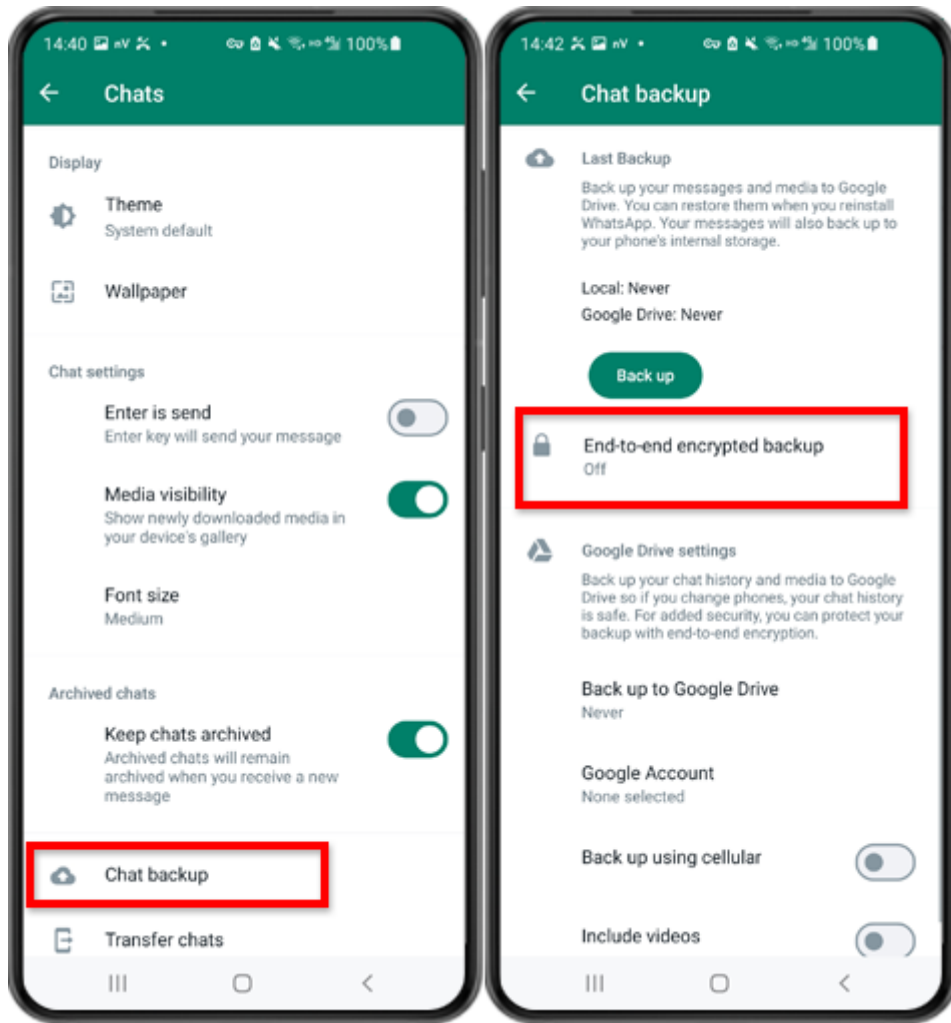 14:40 100%
Chats
Display
Theme
System default
Wallpaper
Chat settings
Enter is send
Enter key will send your message
Media visibility
Show newly downloaded media in
your device's gallery
Font size
Medium
Archived chats
Keep chats archived
Archived chats will remain
archived when you receive a new
message
Chat backup
Transfer chats
14:42 100%
Chat backup
Last Backup
Back up your messages and media to Google
Drive. You can restore them when you reinstall
WhatsApp. Your messages will also back up to
your phone's internal storage.
Local: Never
Google Drive: Never
Back up
End-to-end encrypted backup
Off
Google Drive settings
Back up your chat history and media to Google
Drive so if you change phones, your chat history
is safe. For added security, you can protect your
backup with end-to-end encryption.
Back up to Google Drive
Never
Google Account
None selected
Back up using cellular
Include videos